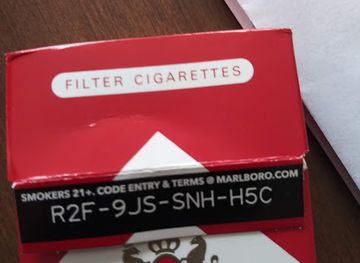 FILTER CIGARETTES
SMOKERS 21+. CODE ENTRY & TERMS @ MARLBORO.COM
R2F-9JS-SNH-H5C